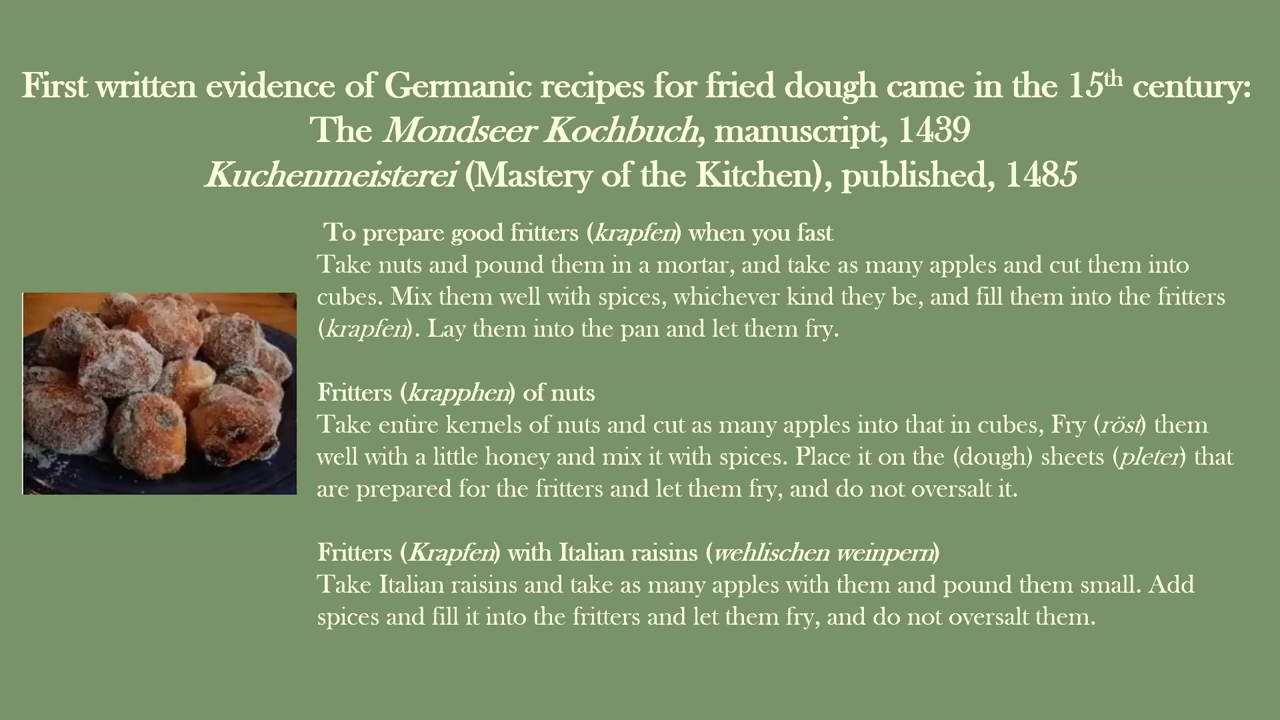 First written evidence of Germanic recipes for fried dough came in the 15th century:
The Mondseer Kochbuch, manuscript, 1439
Kuchenmeisterei (Mastery of the Kitchen), published, 1485
To prepare good fritters (krapfen) when you fast
Take nuts and pound them in a mortar, and take as many apples and cut them into
cubes. Mix them well with spices, whichever kind they be, and fill them into the fritters
(krapfen). Lay them into the pan and let them fry.
Fritters (krapphen) of nuts
Take entire kernels of nuts and cut as many apples into that in cubes, Fry (röst) them
well with a little honey and mix it with spices. Place it on the (dough) sheets (pleter) that
are prepared for the fritters and let them fry, and do not oversalt it.
Fritters (Krapfen) with Italian raisins (wehlischen weinpern)
Take Italian raisins and take as many apples with them and pound them small. Add
spices and fill it into the fritters and let them fry, and do not oversalt them.